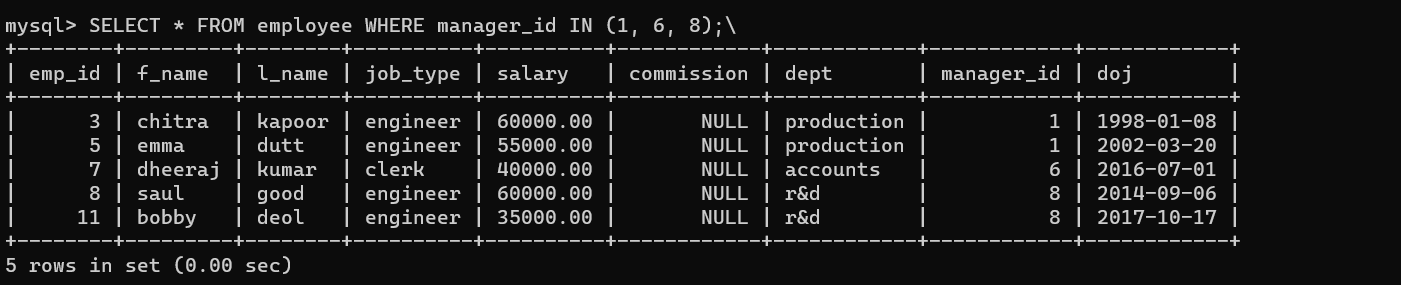 mysql> SELECT * FROM employee WHERE manager_id IN (1, 6, 8);\
+--------+---------+--------+----------+----------+------------+------------+------------+------------+
| emp_id | f_name  | l_name | job_type | salary   | commission | dept       | manager_id | doj        |
+--------+---------+--------+----------+----------+------------+------------+------------+------------+
|      3 | chitra  | kapoor | engineer | 60000.00 |       NULL | production |          1 | 1998-01-08 |
|      5 | emma    | dutt   | engineer | 55000.00 |       NULL | production |          1 | 2002-03-20 |
|      7 | dheeraj | kumar  | clerk    | 40000.00 |       NULL | accounts   |          6 | 2016-07-01 |
|      8 | saul    | good   | engineer | 60000.00 |       NULL | r&d        |          8 | 2014-09-06 |
|     11 | bobby   | deol   | engineer | 35000.00 |       NULL | r&d        |          8 | 2017-10-17 |
+--------+---------+--------+----------+----------+------------+------------+------------+------------+
5 rows in set (0.00 sec)